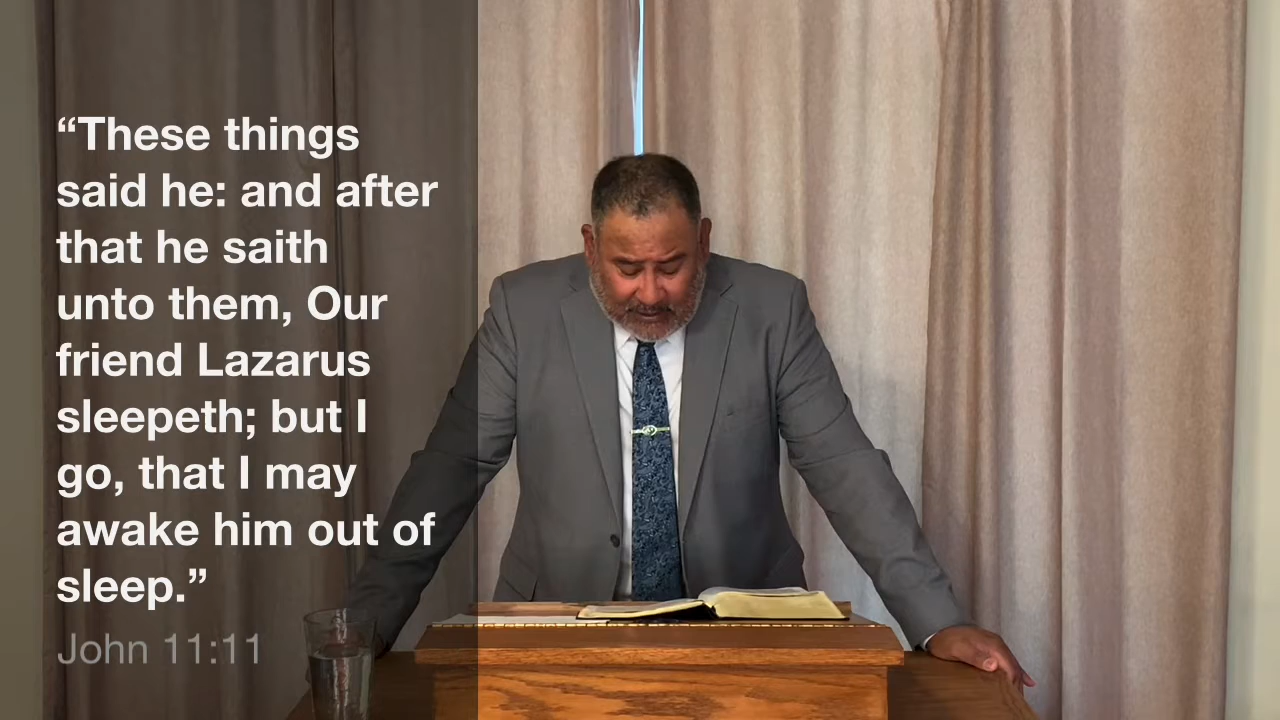 “These things
said he: and after
that he saith
unto them, Our
friend Lazarus
sleepeth; but I
go, that I may
awake him out of
sleep.”
John 11:11